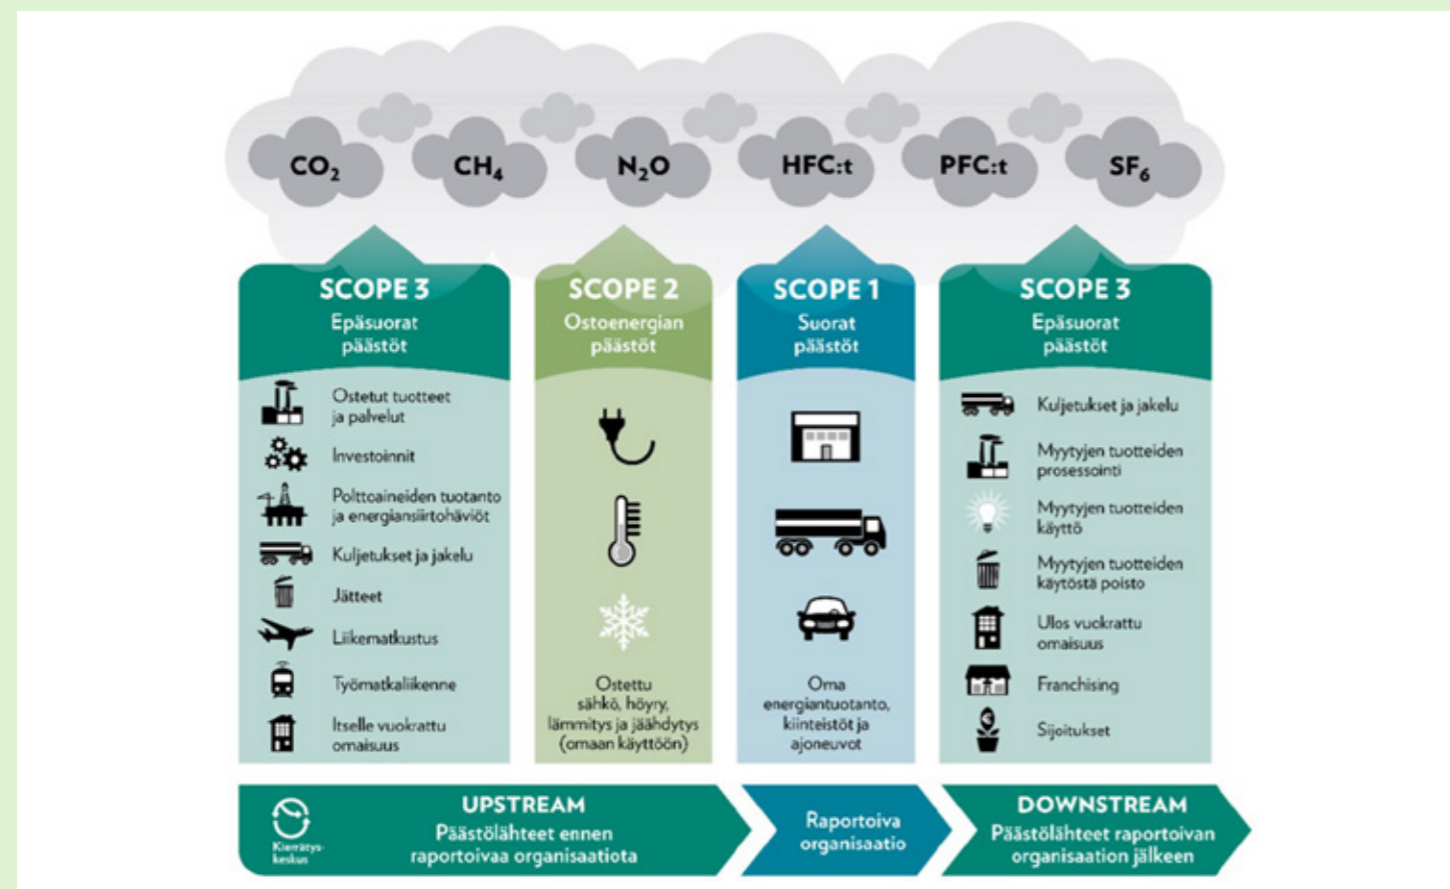 CO₂
CH₄
N₂O
HFC:t
PFC:t
SF₆
SCOPE 3
Epäsuorat
päästöt
Ostetut tuotteet
ja palvelut
Investoinnit
Polttoaineiden tuotanto
ja energiansiirtohäviöt
Kuljetukset ja jakelu
Jätteet
Liikematkustus
Työmatkaliikenne
Itselle vuokrattu
omaisuus
SCOPE 2
Ostoenergian
päästöt
Ostettu
sähkö, höyry,
lämmitys ja jäähdytys
(omaan käyttöön)
SCOPE 1
Suorat
päästöt
Oma
energiantuotanto,
kiinteistöt ja
ajoneuvot
SCOPE 3
Epäsuorat
päästöt
Kuljetukset ja jakelu
Myytyjen tuotteiden
prosessointi
Myytyjen tuotteiden
käyttö
Myytyjen tuotteiden
käytöstä poisto
Ulos vuokrattu
omaisuus
Franchising
Sijoitukset
Kierrätys-
keskus
UPSTREAM
Päästölähteet ennen
raportoivaa organisaatiota
Raportoiva
organisaatio
DOWNSTREAM
Päästölähteet raportoivan
organisaation jälkeen